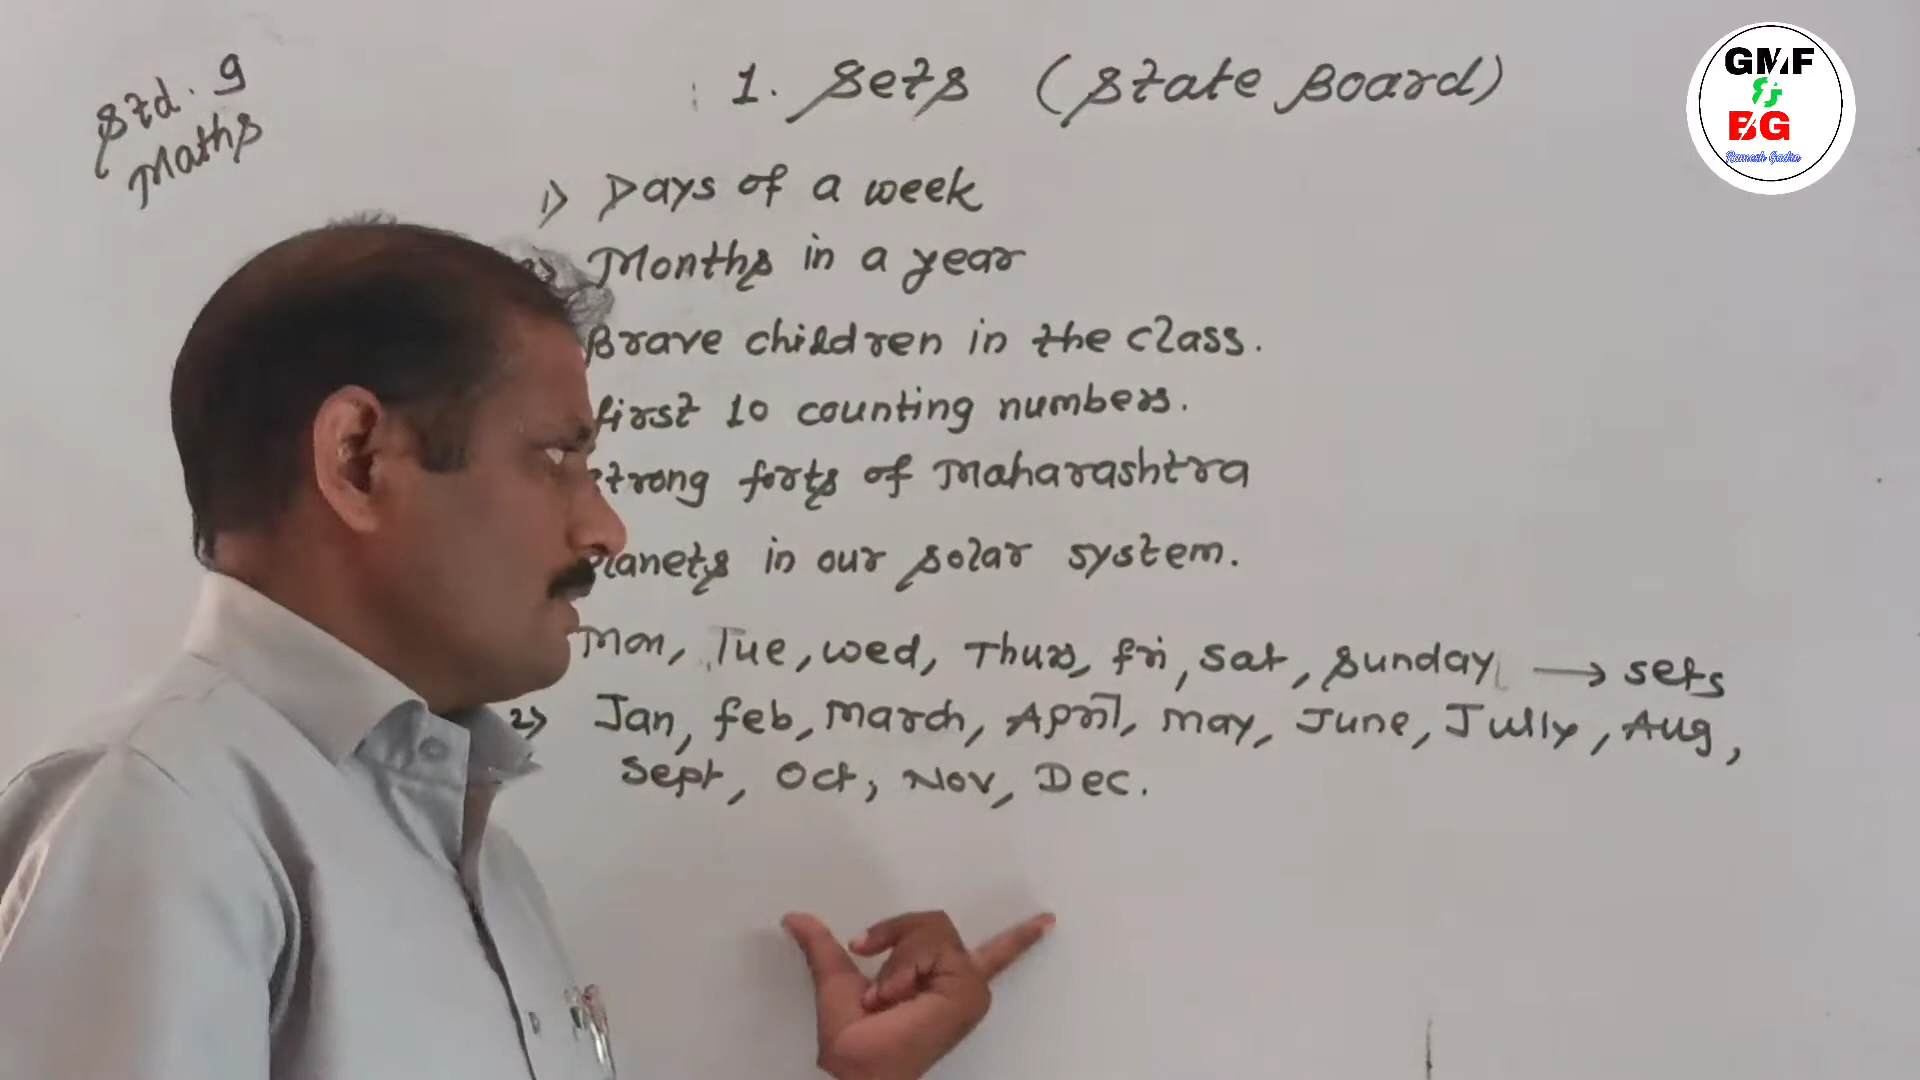 Std. 9
Maths
1. Sets (State Board)
1) Days of a week
Months in a year
Brave children in the class.
first 10 counting numbers.
strong forts of Maharashtra
Planets in our solar system.
Mon, Tue, wed, Thurs, fri, Sat, Sunday → sets
2) Jan, feb, March, April, May, June, Jully, Aug,
Sept, Oct, Nov, Dec.
GMF
BG
Ramesh Gadhe